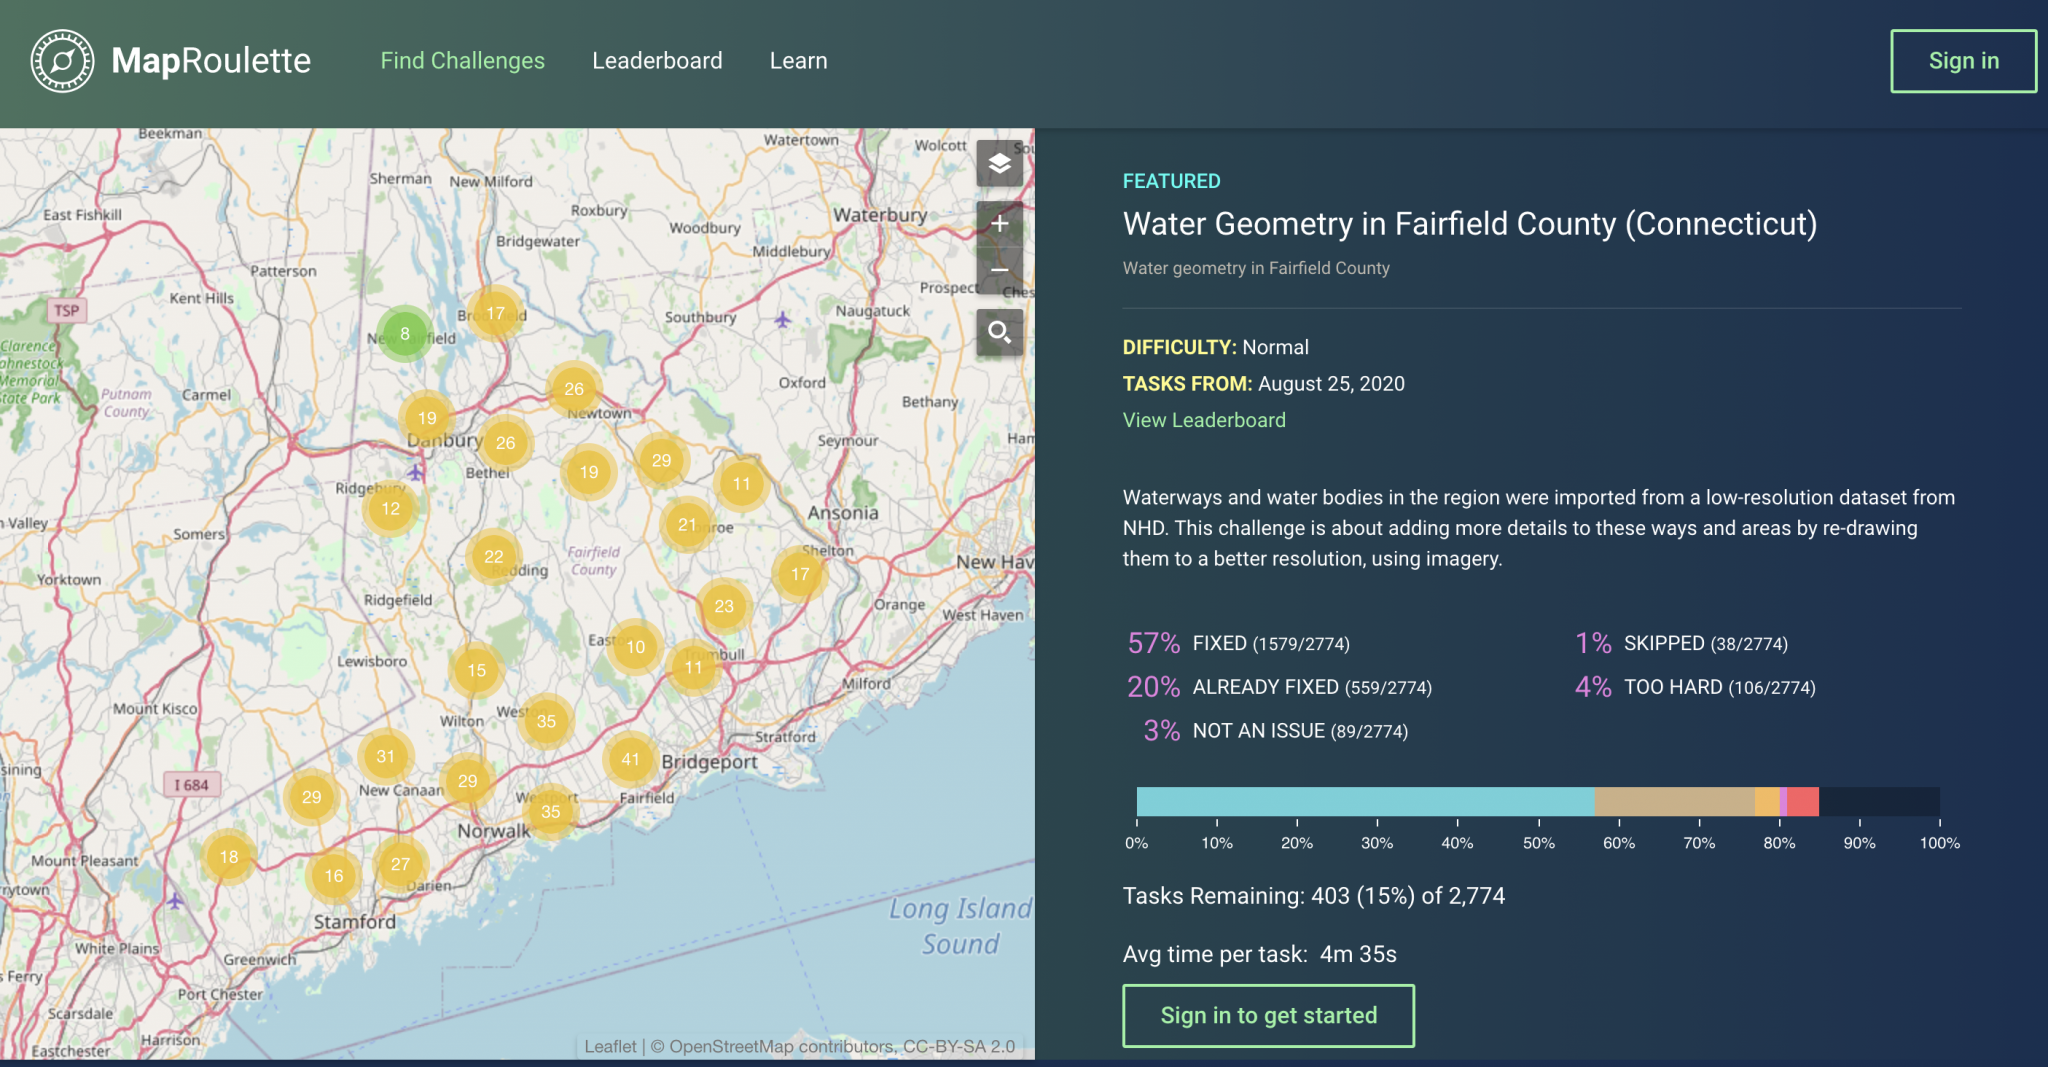 MapRoulette
Find Challenges
Leaderboard
Learn
Sign in
Beekman
Watertown
Wolcott
Sherman
New Milford
East Fishkill
Roxbury
Waterbury
Woodbury
Bridgewater
Middlebury
Patterson
Kent Hills
Prospect
TSP
17
Naugatuck
Southbury
8
Clarence
Memorial
State Park
Putnam
County
Carmel
26
Oxford
Newtown
Bethany
19
Danbury
26
Seymour
Bethel
19
29
11
Ridgebury
12
Ansonia
21
Somers
22
Redding
Fairfield
County
Shelton
New Hav
17
Yorktown
Ridgefield
23
Orange
West Haven
10
Trumbull
11
Lewisboro
15
Milford
Mount Kisco
Wilton
35
Stratford
31
41
Bridgeport
29
I 684
New Canaan
29
Fairfield
35
Norwalk
18
Mount Pleasant
16
27
Darien
Stamford
Long Island
Sound
White Plains
Greenwich
Ferry
Port Chester
Scarsdale
Harrison
Eastchester
Leaflet | © OpenStreetMap contributors, CC-BY-SA 2.0
FEATURED
Water Geometry in Fairfield County (Connecticut)
Water geometry in Fairfield County
DIFFICULTY: Normal
TASKS FROM: August 25, 2020
View Leaderboard
Waterways and water bodies in the region were imported from a low-resolution dataset from
NHD. This challenge is about adding more details to these ways and areas by re-drawing
them to a better resolution, using imagery.
57% FIXED (1579/2774)
1% SKIPPED (38/2774)
20% ALREADY FIXED (559/2774)
4% TOO HARD (106/2774)
3% NOT AN ISSUE (89/2774)
0% 10% 20% 30% 40% 50% 60% 70% 80% 90% 100%
Tasks Remaining: 403 (15%) of 2,774
Avg time per task: 4m 35s
Sign in to get started